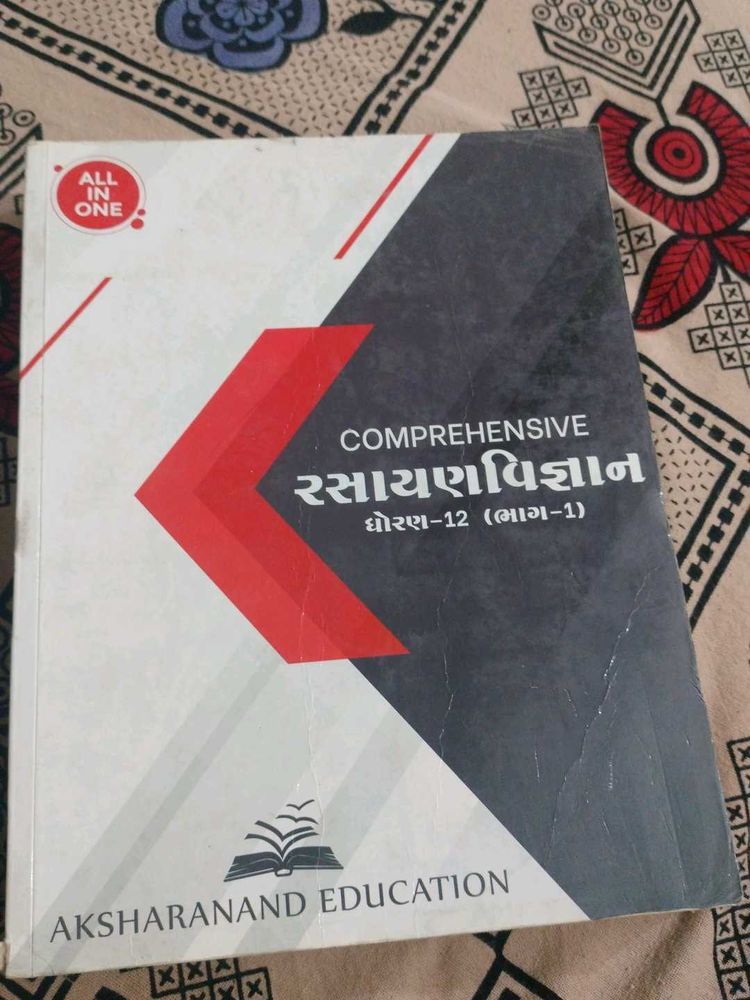 ALL
IN
ONE
COMPREHENSIVE
રસાયણવિજ્ઞાન
ધોરણ-12 (ભાગ-1)
AKSHARANAND EDUCATION